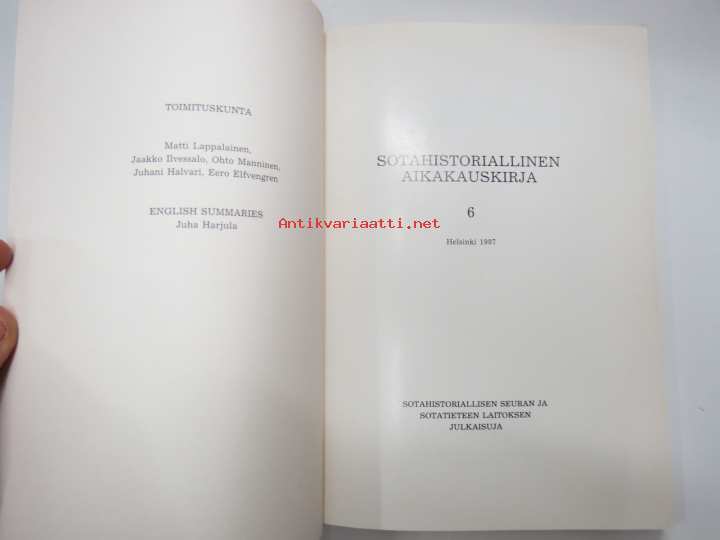 TOIMITUSKUNTA
Matti Lappalainen,
Jaakko Ilvessalo, Ohto Manninen,
Juhani Halvari, Eero Elfvengren
ENGLISH SUMMARIES
Juha Harjula
SOTAHISTORIALLINEN
AIKAKAUSKIRJA
6
Helsinki 1987
SOTAHISTORIALLISEN SEURAN JA
SOTATIETEEN LAITOKSEN
JULKAISUJA
Antikvariaatti.net